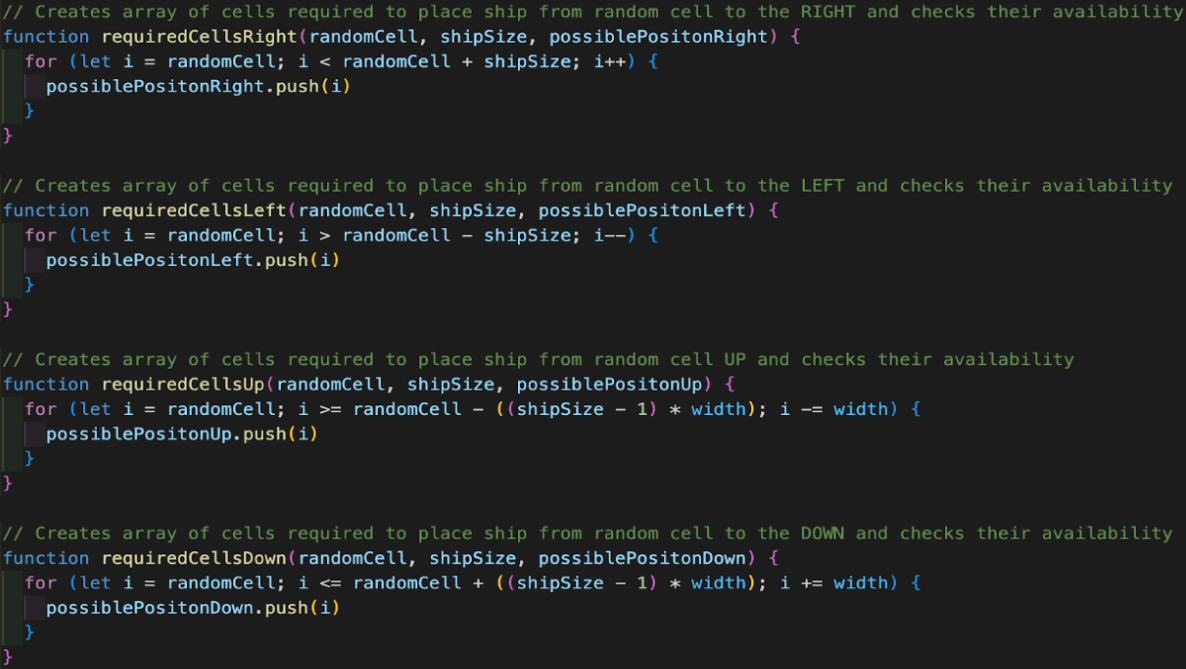 // Creates array of cells required to place ship from random cell to the RIGHT and checks their availability
function requiredCellsRight(randomCell, shipSize, possiblePositonRight) {
  for (let i = randomCell; i < randomCell + shipSize; i++) {
    possiblePositonRight.push(i)
  }
}

// Creates array of cells required to place ship from random cell to the LEFT and checks their availability
function requiredCellsLeft(randomCell, shipSize, possiblePositonLeft) {
  for (let i = randomCell; i > randomCell - shipSize; i--) {
    possiblePositonLeft.push(i)
  }
}

// Creates array of cells required to place ship from random cell UP and checks their availability
function requiredCellsUp(randomCell, shipSize, possiblePositonUp) {
  for (let i = randomCell; i >= randomCell - ((shipSize - 1) * width); i -= width) {
    possiblePositonUp.push(i)
  }
}

// Creates array of cells required to place ship from random cell to the DOWN and checks their availability
function requiredCellsDown(randomCell, shipSize, possiblePositonDown) {
  for (let i = randomCell; i <= randomCell + ((shipSize - 1) * width); i += width) {
    possiblePositonDown.push(i)
  }
}